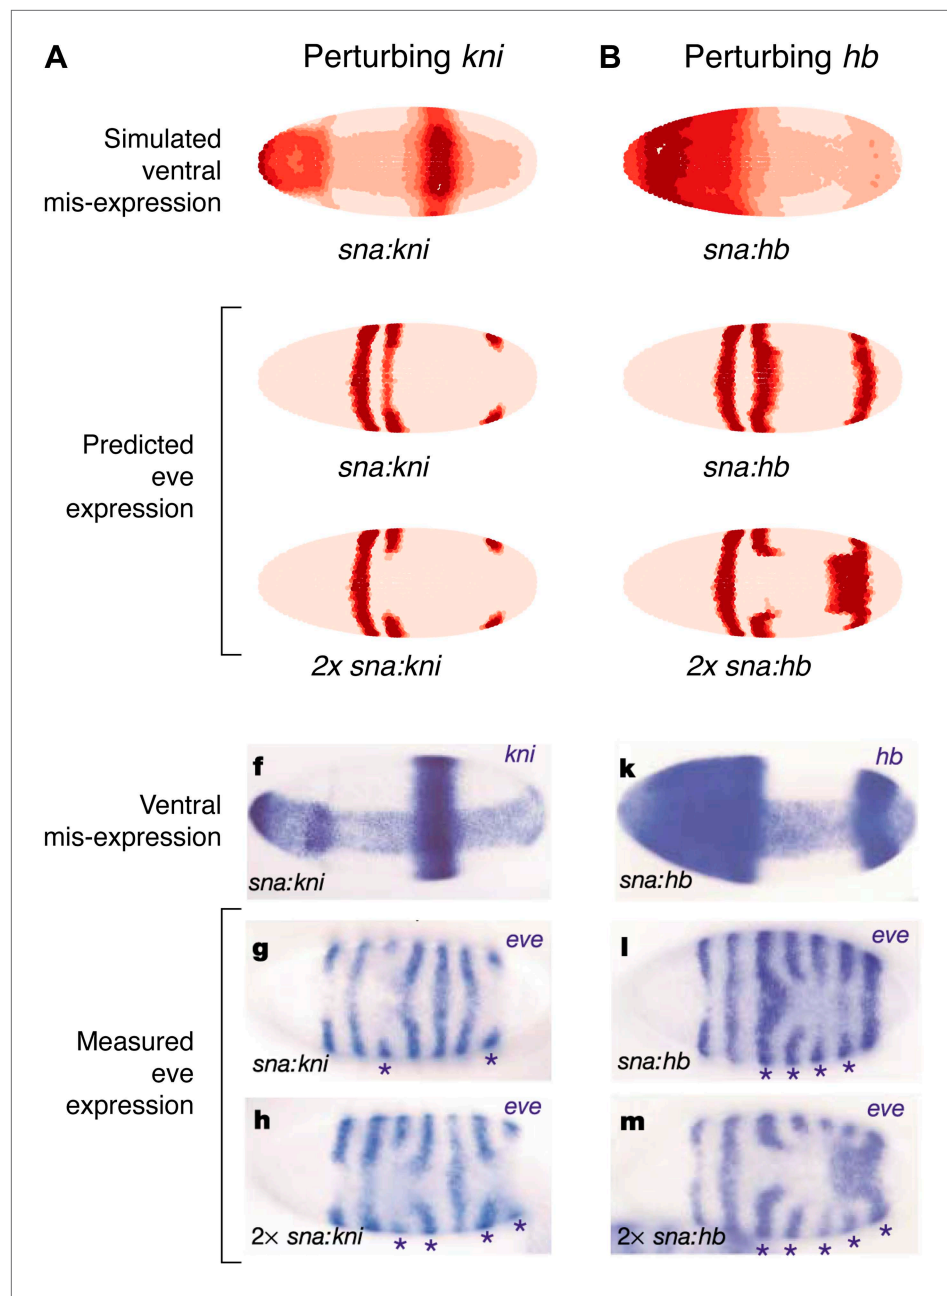 A
Perturbing kni
B
Perturbing hb
Simulated
ventral
mis-expression
sna:kni
sna:hb
Predicted
eve
expression
sna:kni
sna:hb
2x sna:kni
2x sna:hb
Ventral
mis-expression
f
kni
sna:kni
k
hb
sna:hb
Measured
eve
expression
g
eve
sna:kni
* *
l
eve
sna:hb
* * * *
h
eve
2× sna:kni
* * * *
m
eve
2× sna:hb
* * * * *